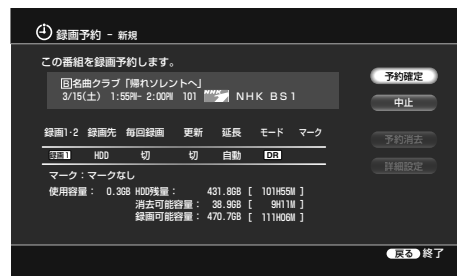 録画予約 - 新規
この番組を録画予約します。
予約確定
🈔名曲クラブ「帰れソレントへ」
3/15(土) 1:55PM- 2:00PM 101 NHK NHK BS1
中止
録画1·2 録画先 毎回録画 更新 延長 モード マーク
予約消去
録画1 HDD 切 切 自動 DR
詳細設定
マーク：マークなし
使用容量： 0.3GB HDD残量： 431.8GB [ 101H55M ]
消去可能容量： 38.9GB [ 9H11M ]
録画可能容量： 470.7GB [ 111H06M ]
戻る 終了